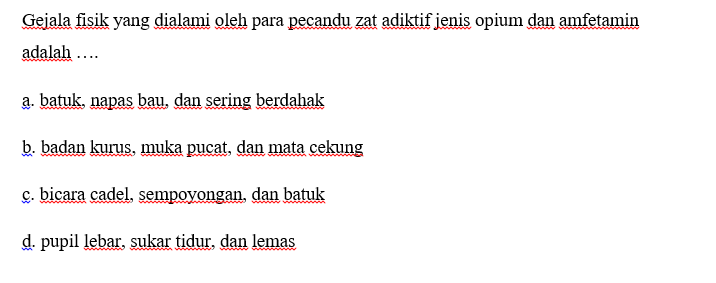 Gejala fisik yang dialami oleh para pecandu zat adiktif jenis opium dan amfetamin
adalah ….
a. batuk, napas bau, dan sering berdahak
b. badan kurus, muka pucat, dan mata cekung
c. bicara cadel, sempoyongan, dan batuk
d. pupil lebar, sukar tidur, dan lemas